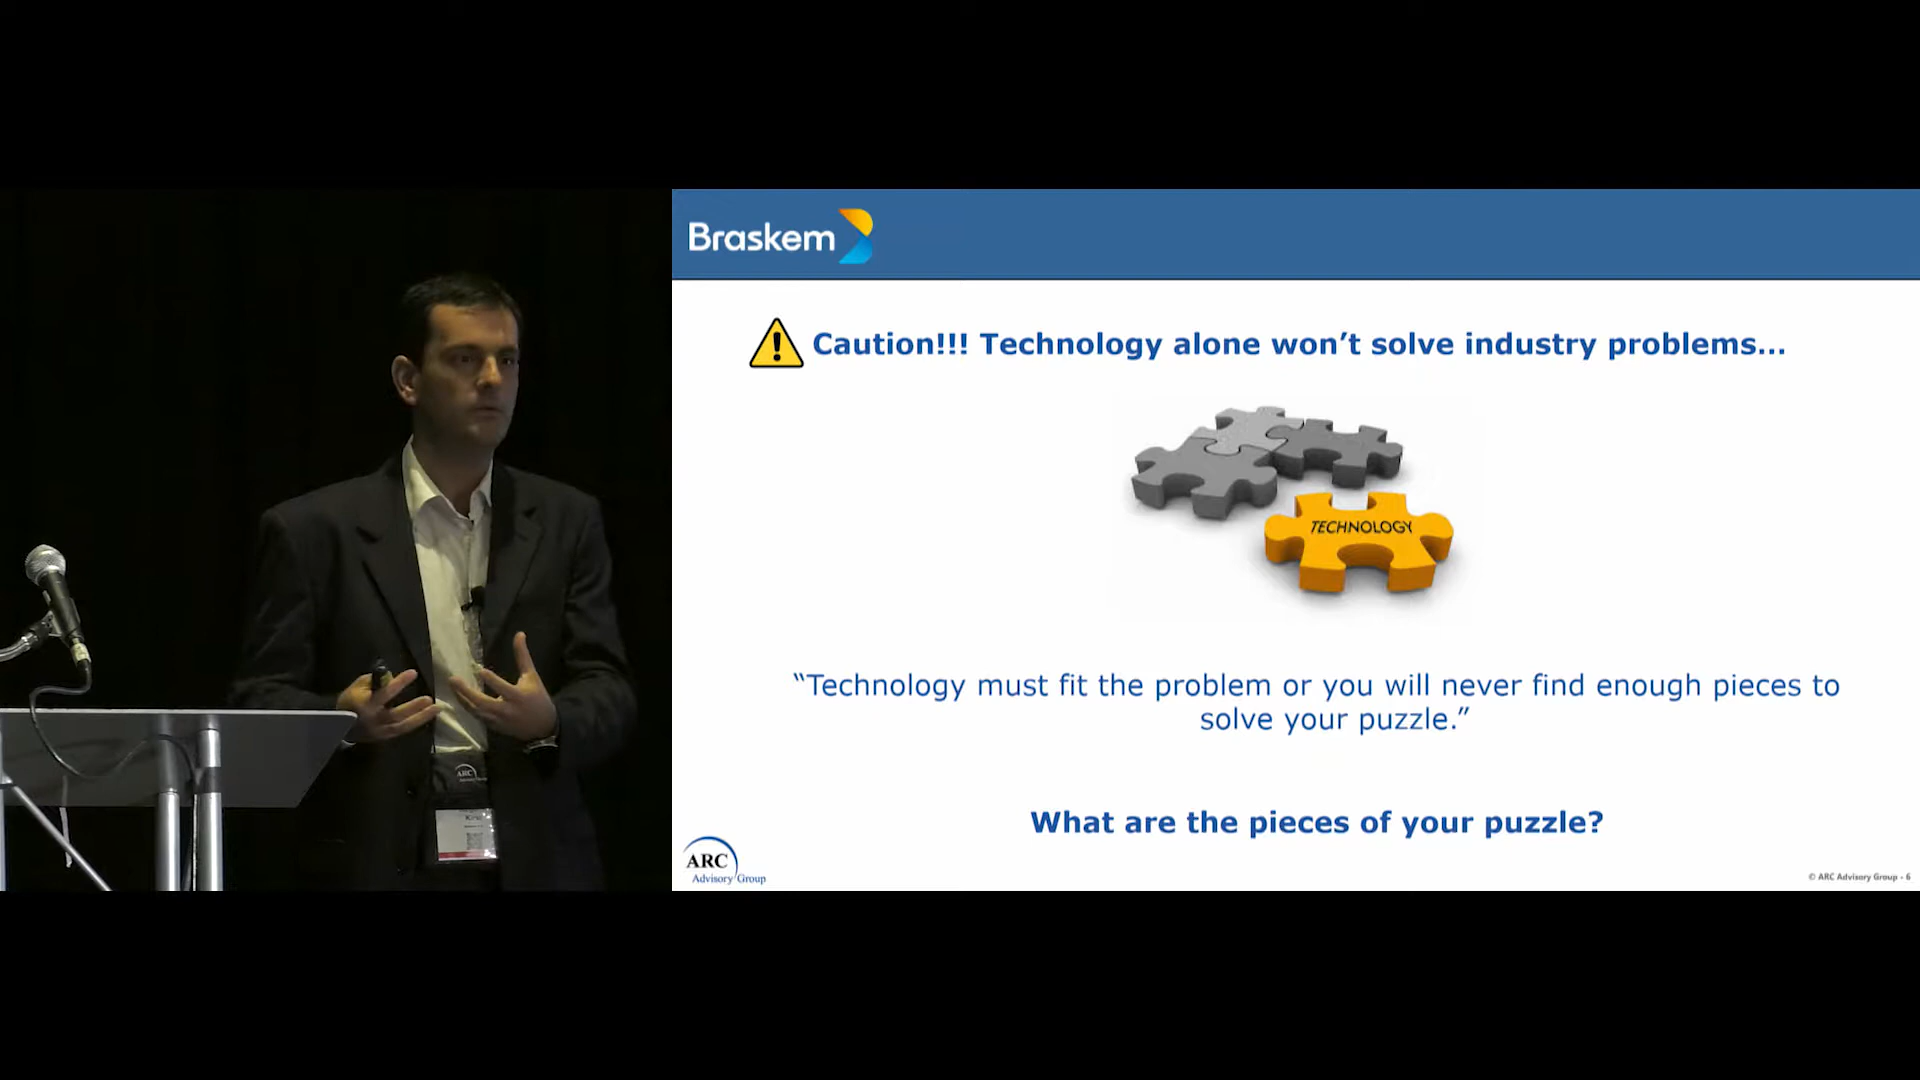 Braskem
Caution!!! Technology alone won’t solve industry problems...
TECHNOLOGY
“Technology must fit the problem or you will never find enough pieces to
solve your puzzle.”
What are the pieces of your puzzle?
ARC
Advisory Group
© ARC Advisory Group - 6
ARC